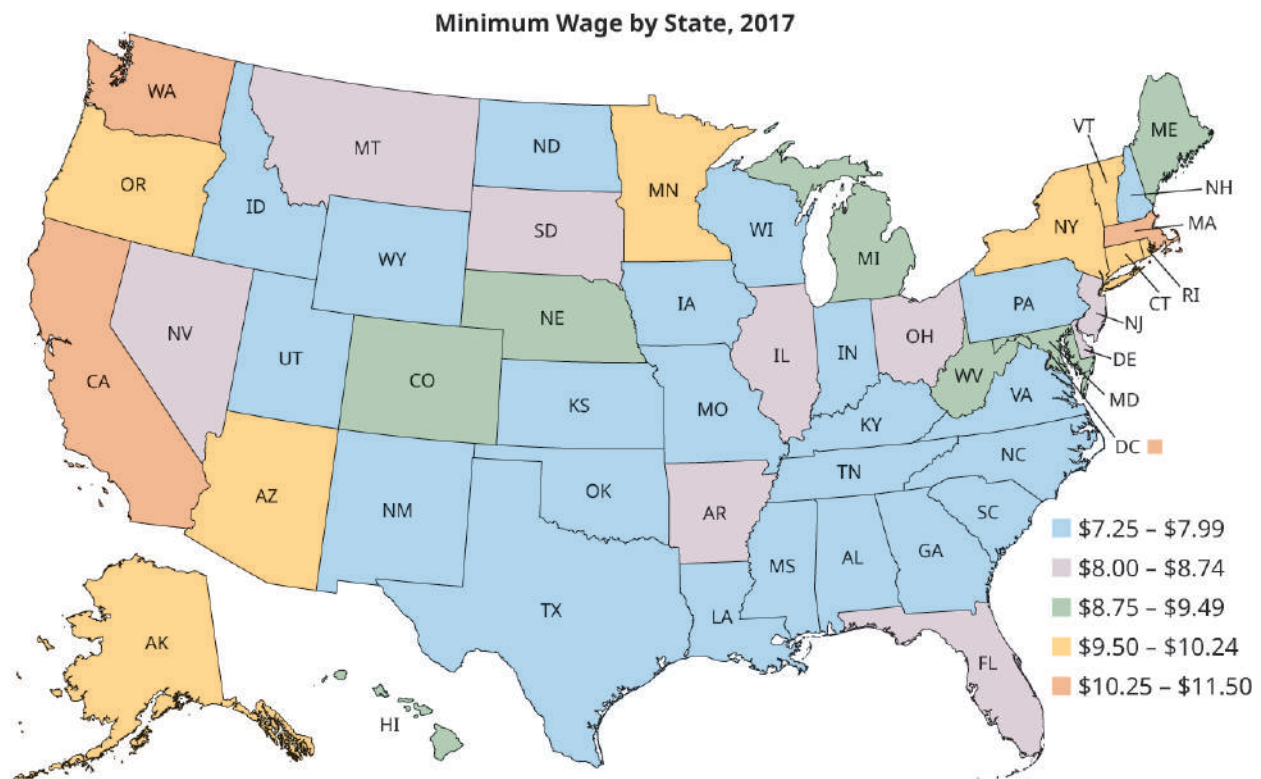 Minimum Wage by State, 2017
WA
MT
ND
VT
ME
OR
ID
MN
NH
SD
WI
NY
MA
WY
MI
RI
CT
IA
PA
NE
NJ
NV
OH
UT
IL
IN
DE
CO
WV
CA
MD
KS
MO
VA
KY
DC
NC
TN
AZ
OK
NM
AR
SC
$7.25 – $7.99
GA
MS
AL
$8.00 – $8.74
TX
LA
$8.75 – $9.49
AK
$9.50 – $10.24
FL
$10.25 – $11.50
HI